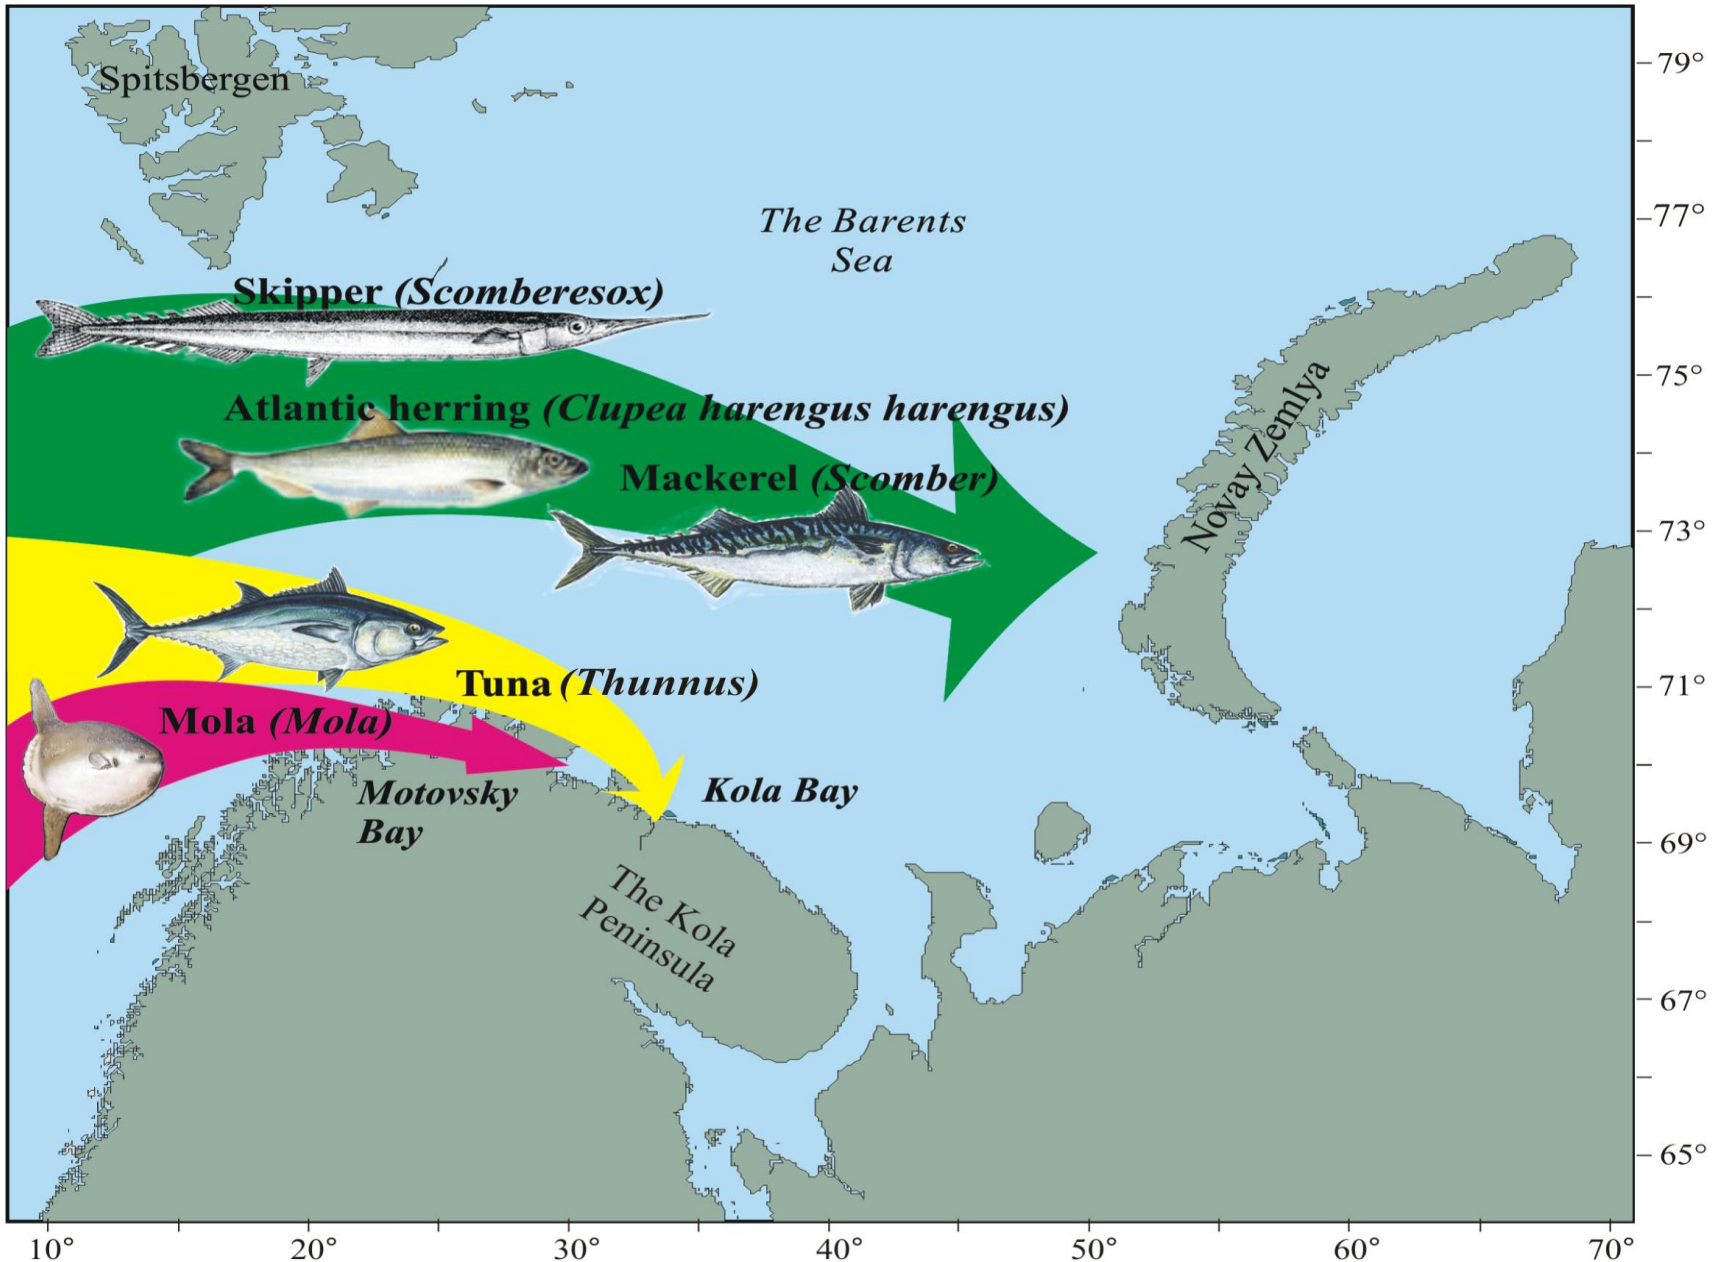 Spitsbergen
79°
The Barents
Sea
77°
Skipper (Scomberesox)
75°
Atlantic herring (Clupea harengus harengus)
Mackerel (Scomber)
Novay Zemlya
73°
Tuna (Thunnus)
71°
Mola (Mola)
Motovsky
Bay
Kola Bay
69°
The Kola
Peninsula
67°
65°
10°
20°
30°
40°
50°
60°
70°